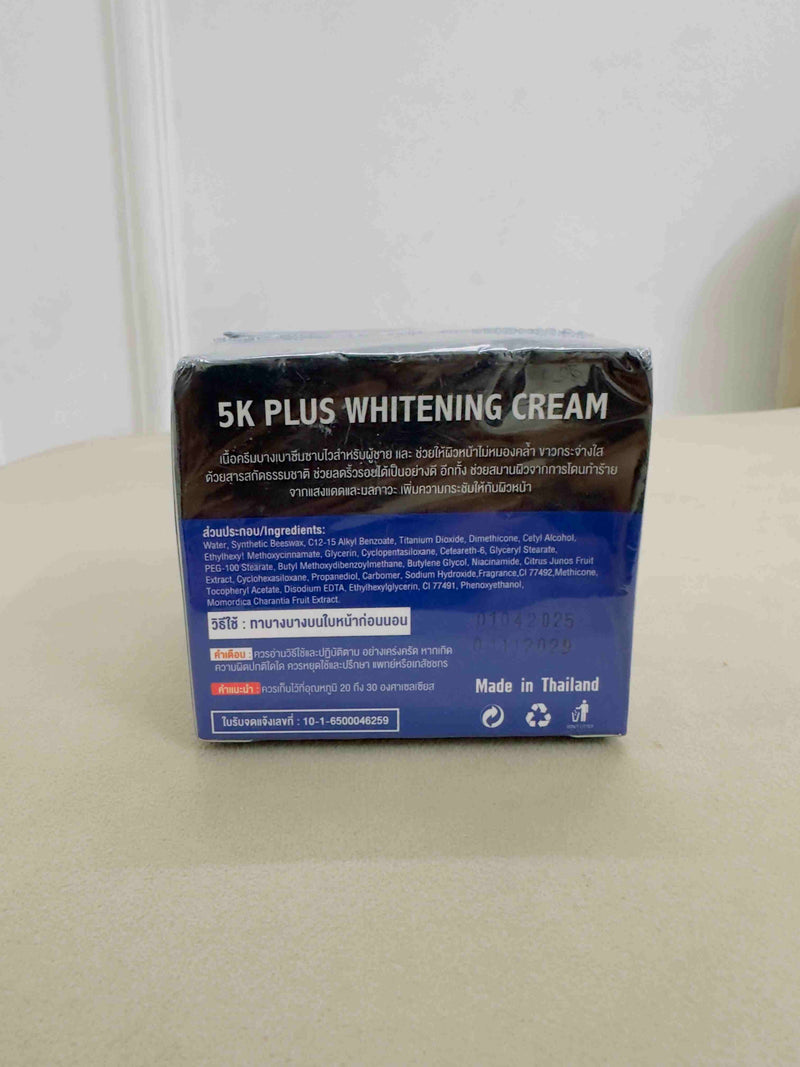 5K PLUS WHITENING CREAM
เนื้อครีมบางเบาซึมซาบไวสำหรับผู้ชาย และ ช่วยให้ผิวหน้าไม่หมองคล้ำ ขาวกระจ่างใส
ด้วยสารสกัดธรรมชาติ ช่วยลดริ้วรอยได้เป็นอย่างดี อีกทั้ง ช่วยสมานผิวจากการโดนทำร้าย
จากแสงแดดและมลภาวะ เพิ่มความกระชับให้กับผิวหน้า
ส่วนประกอบ/Ingredients:
Water, Synthetic Beeswax, C12-15 Alkyl Benzoate, Titanium Dioxide, Dimethicone, Cetyl Alcohol,
Ethylhexyl Methoxycinnamate, Glycerin, Cyclopentasiloxane, Ceteareth-6, Glyceryl Stearate,
PEG-100 Stearate, Butyl Methoxydibenzoylmethane, Butylene Glycol, Niacinamide, Citrus Junos Fruit
Extract, Cyclohexasiloxane, Propanediol, Carbomer, Sodium Hydroxide,Fragrance,CI 77492,Methicone,
Tocopheryl Acetate, Disodium EDTA, Ethylhexylglycerin, CI 77491, Phenoxyethanol,
Momordica Charantia Fruit Extract.
วิธีใช้ : ทาบางบางบนใบหน้าก่อนนอน
01042025
คำเตือน : ควรอ่านวิธีใช้และปฏิบัติตาม อย่างเคร่งครัด หากเกิด
ความผิดปกติใดใด ควรหยุดใช้และปรึกษา แพทย์หรือเภสัชกร
คำแนะนำ : ควรเก็บไว้ที่อุณหภูมิ 20 ถึง 30 องศาเซลเซียส
Made in Thailand
ใบรับจดแจ้งเลขที่ : 10-1-6500046259
DON'T LITTER